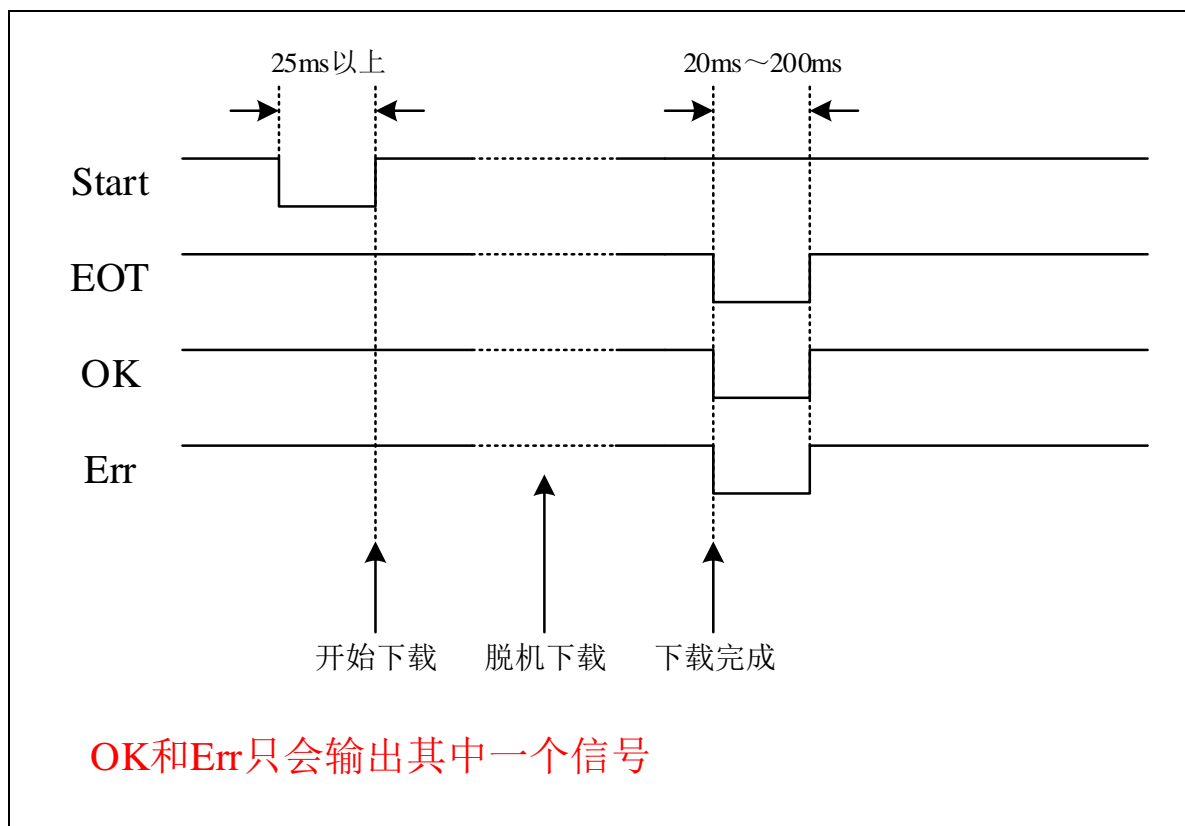 25ms以上
20ms～200ms
Start
EOT
OK
Err
开始下载
脱机下载
下载完成
OK和Err只会输出其中一个信号